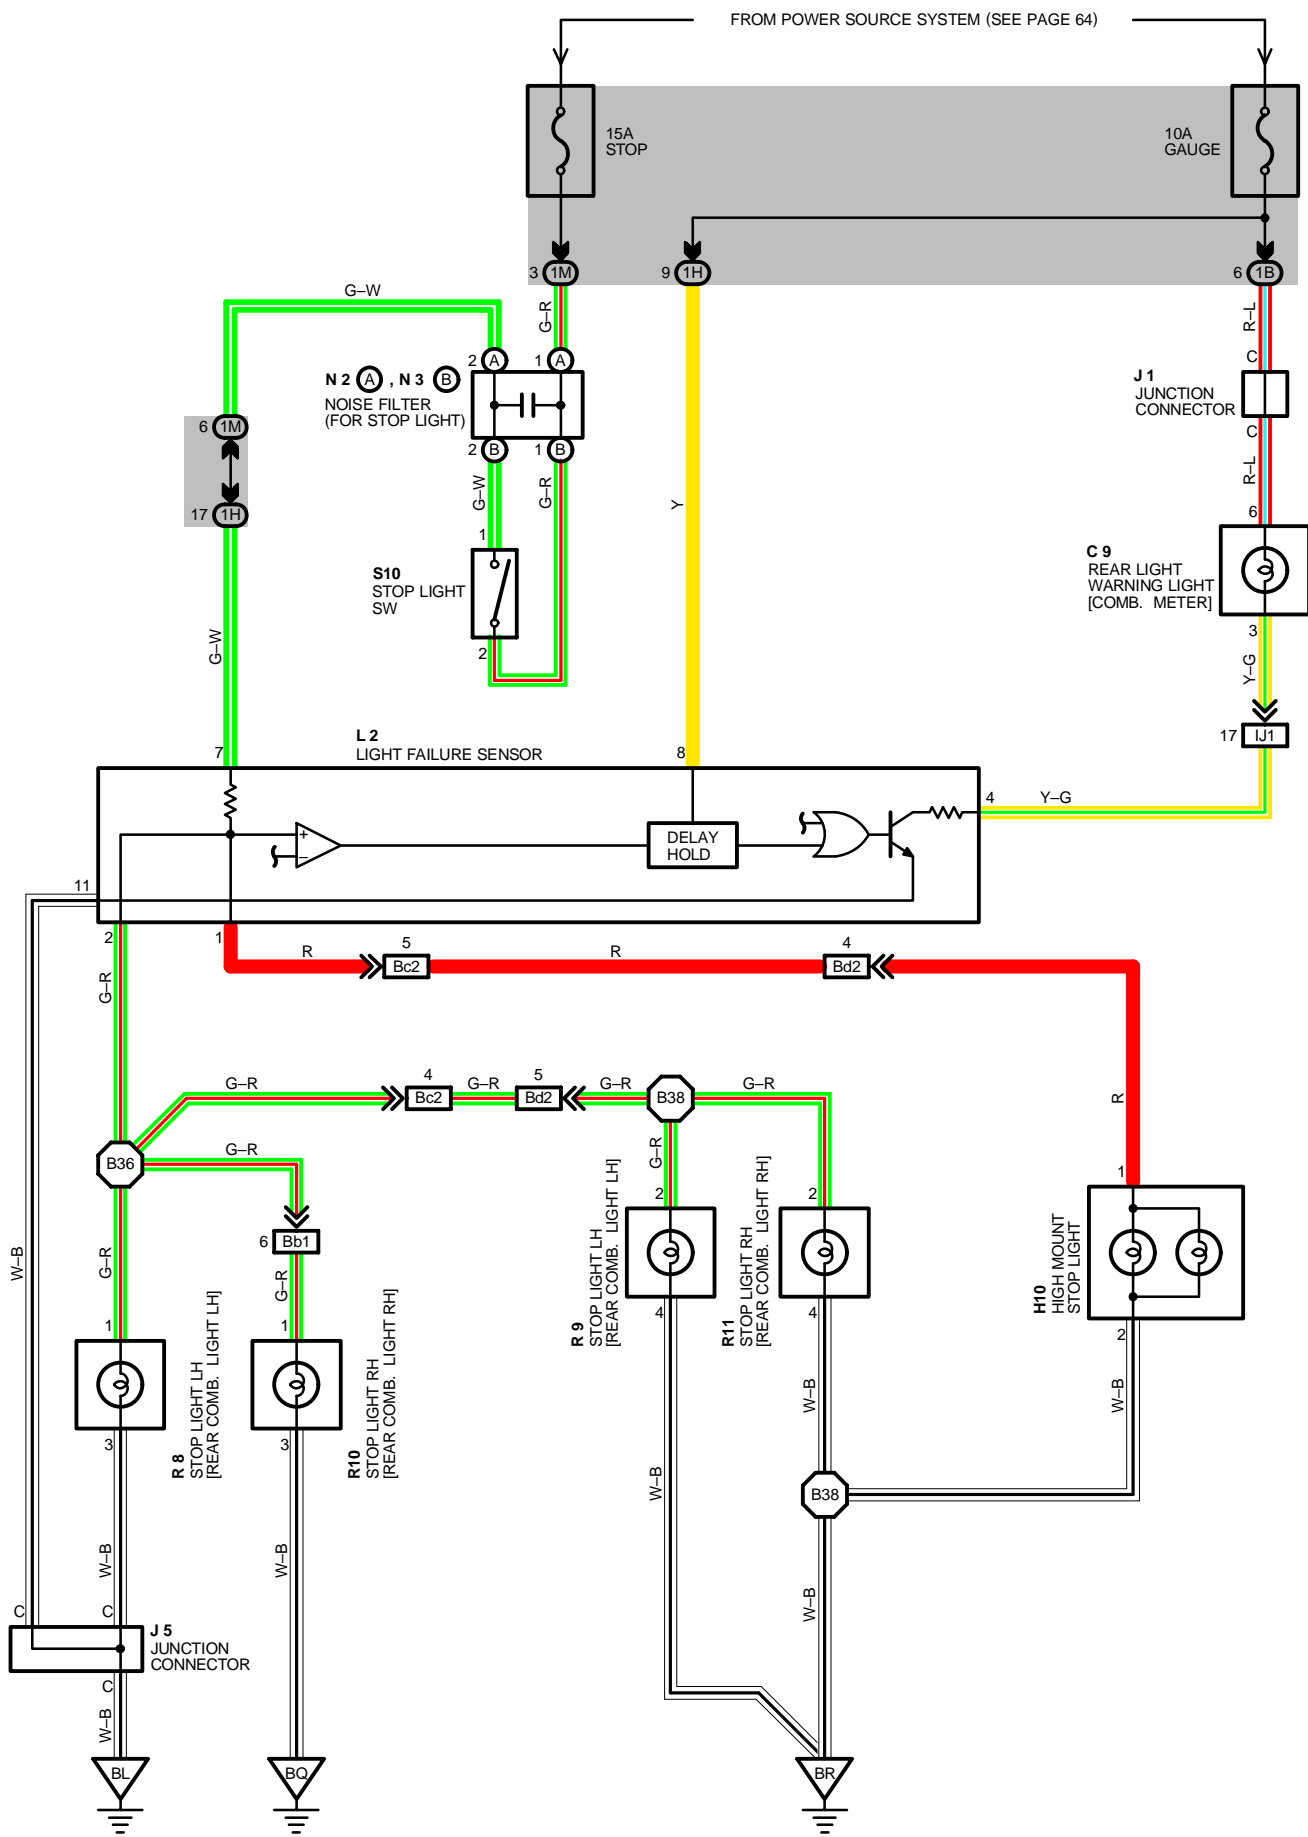 FROM POWER SOURCE SYSTEM (SEE PAGE 64)
15A
STOP
10A
GAUGE
3 1M
9 1H
6 1B
G–W
G–R
R–L
2 A
1 A
C
N 2 A , N 3 B
NOISE FILTER
(FOR STOP LIGHT)
J 1
JUNCTION
CONNECTOR
6 1M
2 B
1 B
C
G–W
G–R
Y
R–L
17 1H
1
6
S10
STOP LIGHT
SW
C 9
REAR LIGHT
WARNING LIGHT
[COMB. METER]
2
3
G–W
Y–G
17 IJ1
L 2
LIGHT FAILURE SENSOR
7
8
4
Y–G
+
–
DELAY
HOLD
11
2
1
R
5
Bc2
R
4
Bd2
G–R
G–R
4
Bc2
G–R
5
Bd2
G–R
B38
G–R
R
B36
G–R
G–R
1
2
2
6 Bb1
W–B
G–R
G–R
R 9
STOP LIGHT LH
[REAR COMB. LIGHT LH]
R11
STOP LIGHT RH
[REAR COMB. LIGHT RH]
H10
HIGH MOUNT
STOP LIGHT
1
1
4
4
2
R 8
STOP LIGHT LH
[REAR COMB. LIGHT LH]
R10
STOP LIGHT RH
[REAR COMB. LIGHT RH]
W–B
W–B
3
3
W–B
B38
W–B
W–B
W–B
C
C
J 5
JUNCTION
CONNECTOR
C
W–B
BL
BQ
BR